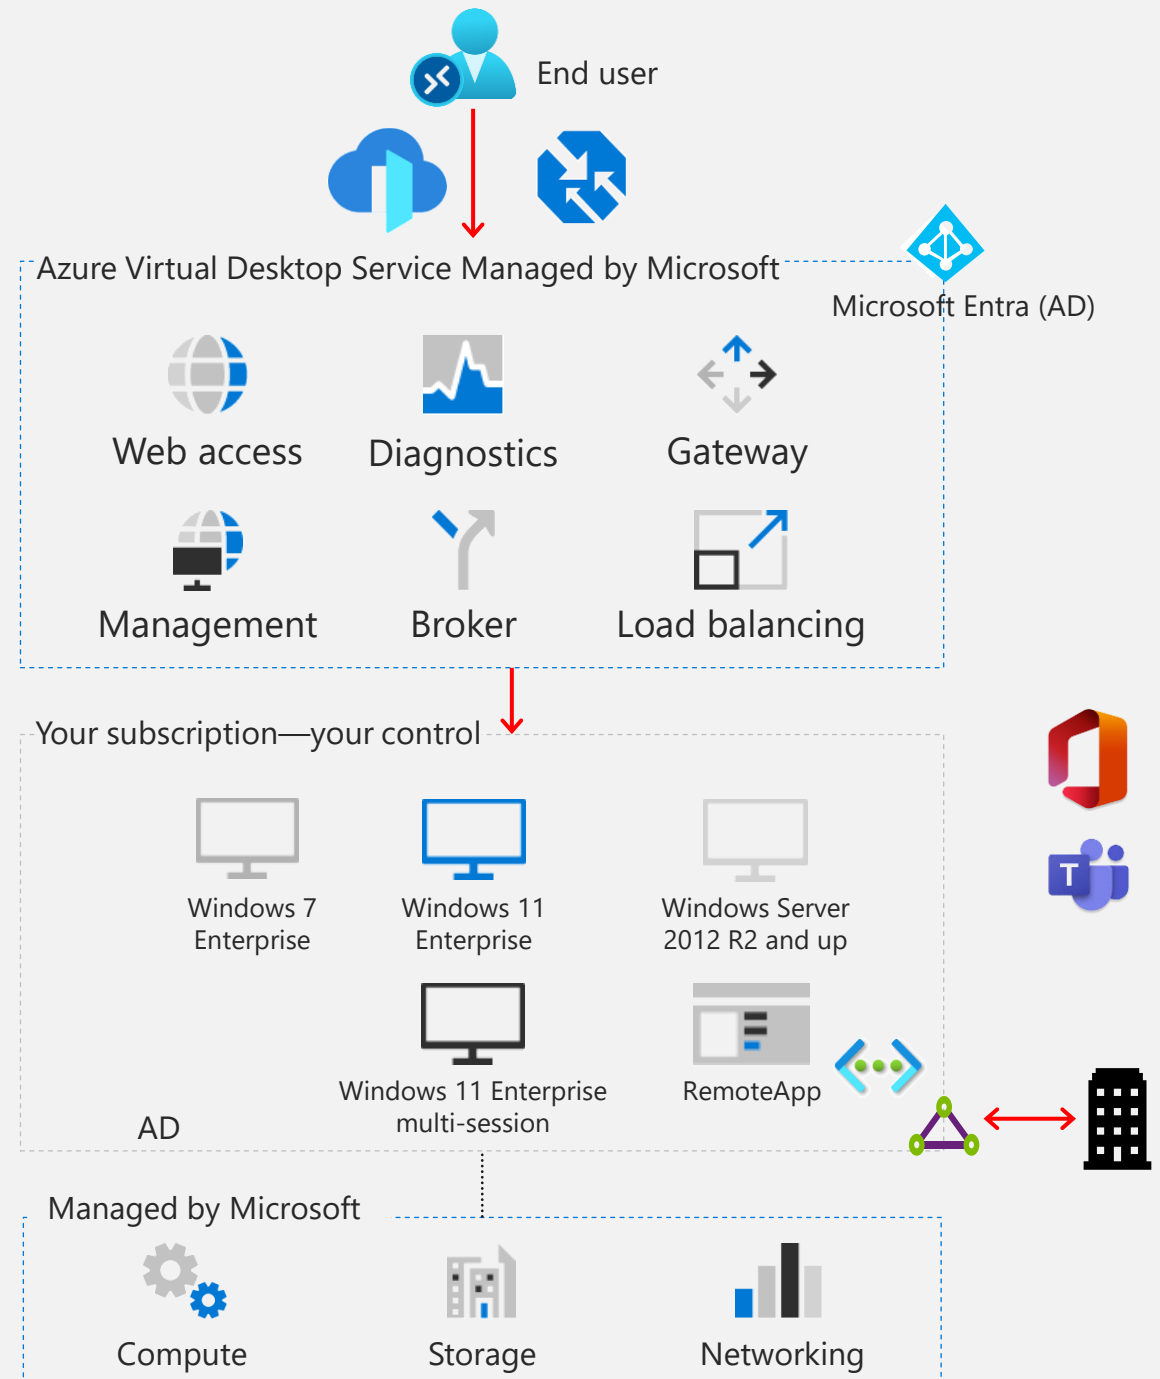 End user
Azure Virtual Desktop Service Managed by Microsoft
Microsoft Entra (AD)
Web access
Diagnostics
Gateway
Management
Broker
Load balancing
Your subscription—your control
Windows 7
Enterprise
Windows 11
Enterprise
Windows Server
2012 R2 and up
T
Windows 11 Enterprise
multi-session
RemoteApp
AD
Managed by Microsoft
Compute
Storage
Networking